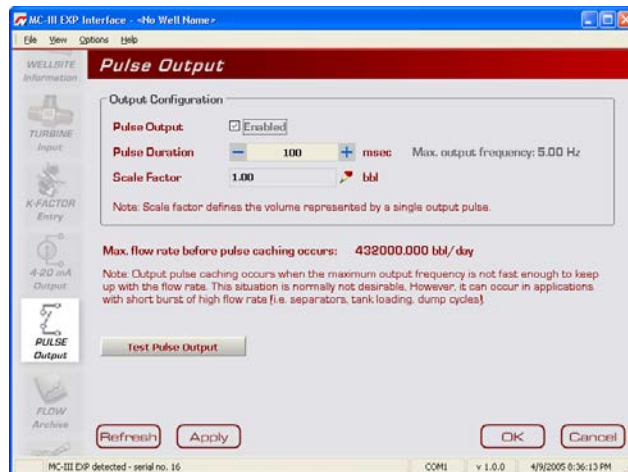 MC-III EXP Interface - <No Well Name>
File View Options Help
WELLSITE
Information
TURBINE
Input
K-FACTOR
Entry
4-20 mA
Output
PULSE
Output
FLOW
Archive
Pulse Output
Output Configuration
Pulse Output Enabled
Pulse Duration 100 msec Max. output frequency: 5.00 Hz
Scale Factor 1.00 bbl
Note: Scale factor defines the volume represented by a single output pulse.
Max. flow rate before pulse caching occurs: 432000.000 bbl/day
Note: Output pulse caching occurs when the maximum output frequency is not fast enough to keep
up with the flow rate. This situation is normally not desirable. However, it can occur in applications
with short burst of high flow rate (i.e. separators, tank loading, dump cycles).
Test Pulse Output
Refresh Apply OK Cancel
MC-III EXP detected - serial no. 16 COM1 v 1.0.0 4/9/2005 6:36:13 PM